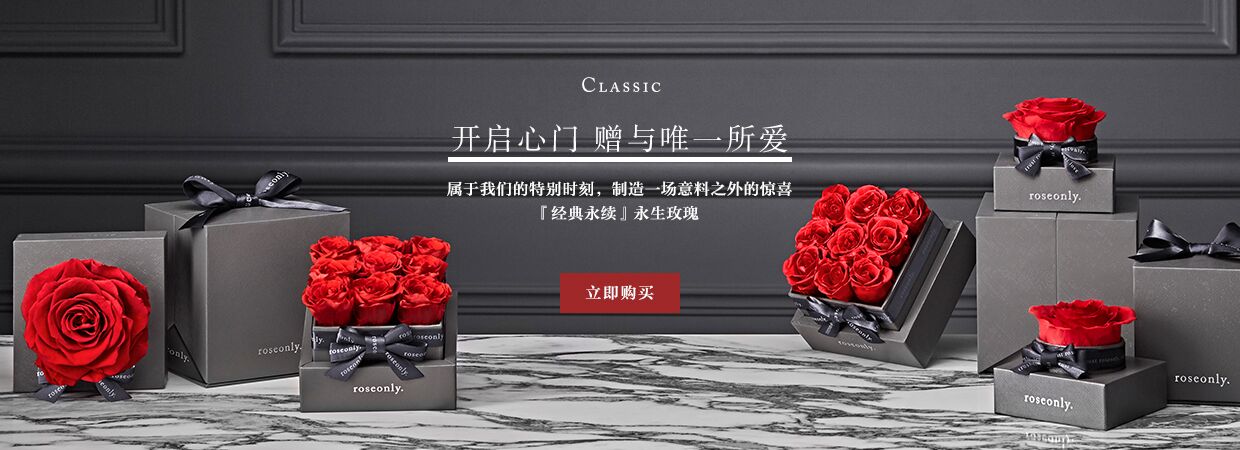 CLASSIC
开启心门 赠与唯一所爱
属于我们的特别时刻，制造一场意料之外的惊喜
『经典永续』永生玫瑰
立即购买
roseonly.
roseonly.
roseonly.
roseonly.
roseonly.
roseonly.